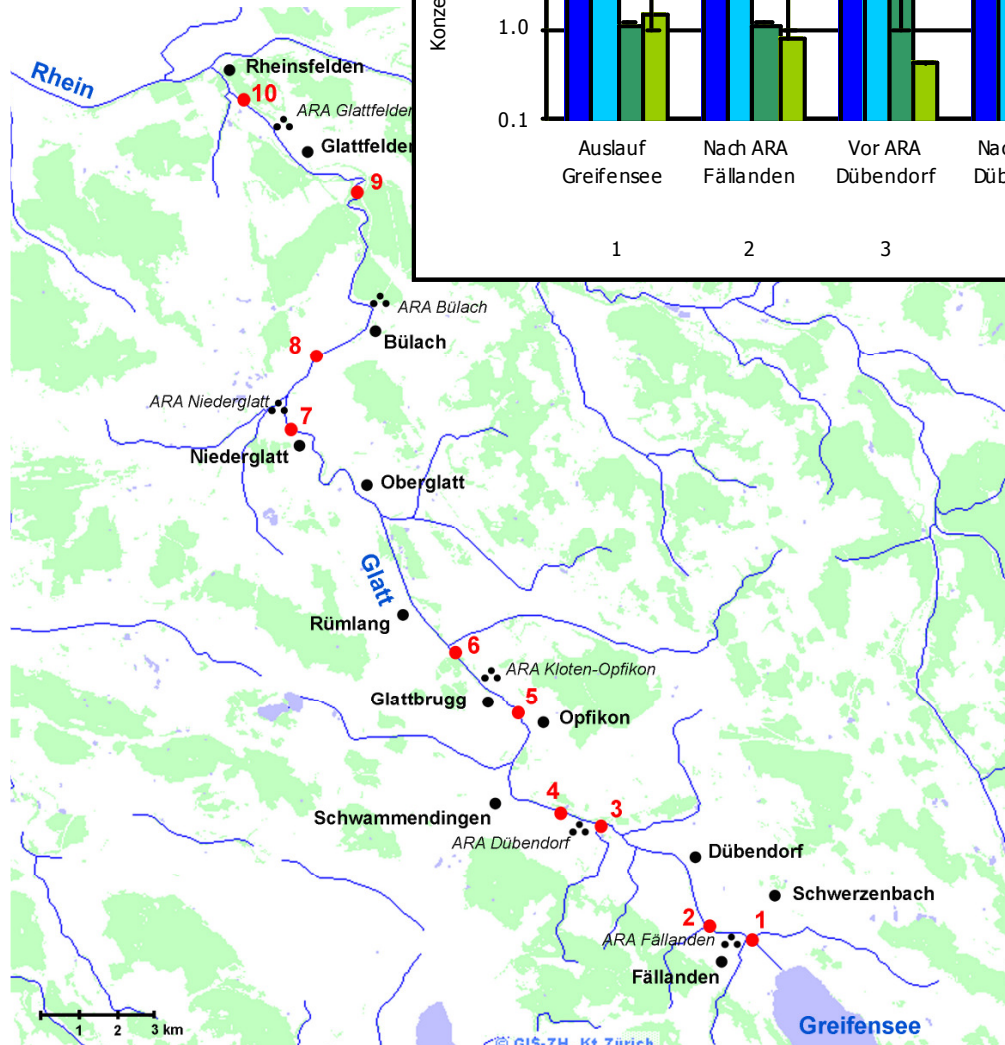 Konze
1.0
0.1
Auslauf
Greifensee
Nach ARA
Fällanden
Vor ARA
Dübendorf
Nac
Düb
1
2
3
Rhein
Rheinsfelden
10
ARA Glattfelden
Glattfelden
9
ARA Bülach
Bülach
8
ARA Niederglatt
7
Niederglatt
Oberglatt
Glatt
Rümlang
6
ARA Kloten-Opfikon
Glattbrugg
5
Opfikon
4
3
Schwammendingen
ARA Dübendorf
Dübendorf
Schwerzenbach
2
1
ARA Fällanden
Fällanden
1 2 3 km
Greifensee
© GIS-ZH, Kt.Zürich